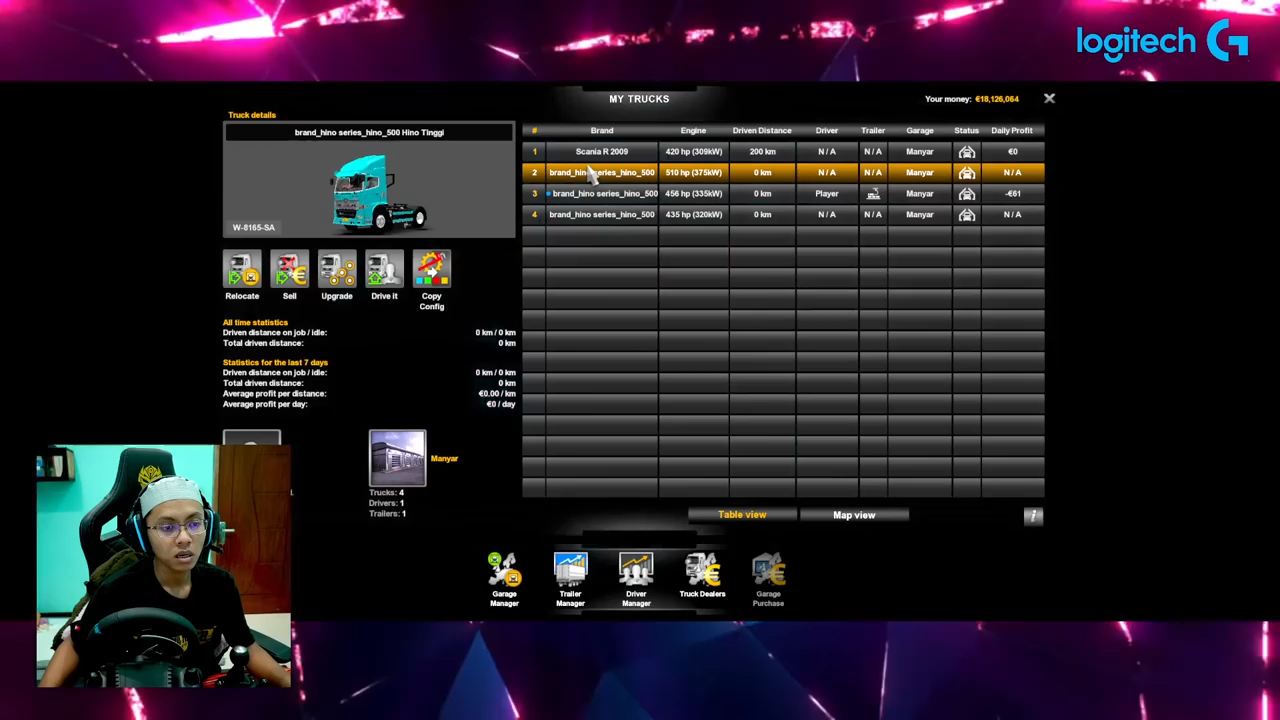 logitech G
MY TRUCKS
Your money: €18,126,064
Truck details
brand_hino series_hino_500 Hino Tinggi
W-8165-SA
Relocate Sell Upgrade Drive it Copy Config
All time statistics
Driven distance on job / idle: 0 km / 0 km
Total driven distance: 0 km
Statistics for the last 7 days
Driven distance on job / idle: 0 km / 0 km
Total driven distance: 0 km
Average profit per distance: €0.00 / km
Average profit per day: €0 / day
Manyar
Trucks: 4
Drivers: 1
Trailers: 1
# Brand Engine Driven Distance Driver Trailer Garage Status Daily Profit
1 Scania R 2009 420 hp (309kW) 200 km N / A N / A Manyar €0
2 brand_hino series_hino_500 510 hp (375kW) 0 km N / A N / A Manyar N / A
3 brand_hino series_hino_500 456 hp (335kW) 0 km Player Manyar -€61
4 brand_hino series_hino_500 435 hp (320kW) 0 km N / A N / A Manyar N / A
Table view Map view i
Garage Manager Trailer Manager Driver Manager Truck Dealers Garage Purchase